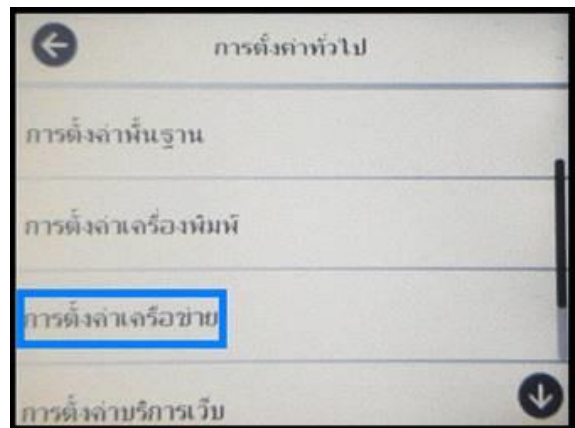 การตั้งค่าทั่วไป
การตั้งค่าพื้นฐาน
การตั้งค่าเครื่องพิมพ์
การตั้งค่าเครือข่าย
การตั้งค่าบริการเว็บ